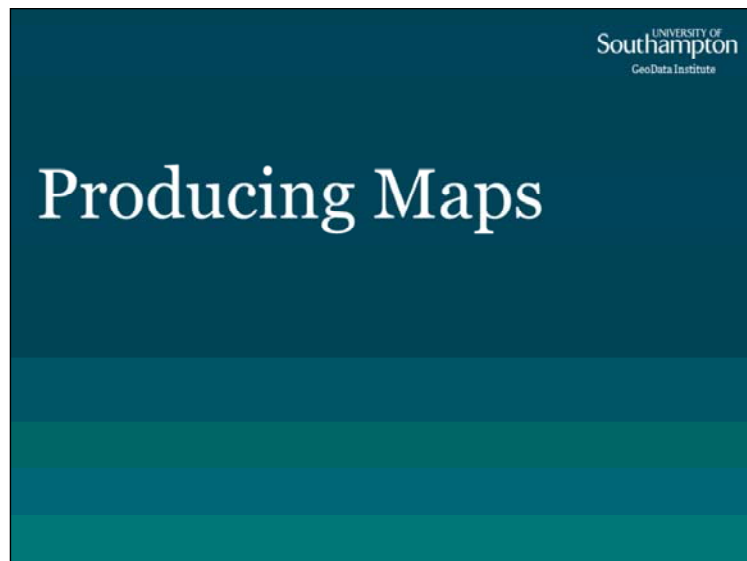 UNIVERSITY OF
Southampton
GeoData Institute
Producing Maps